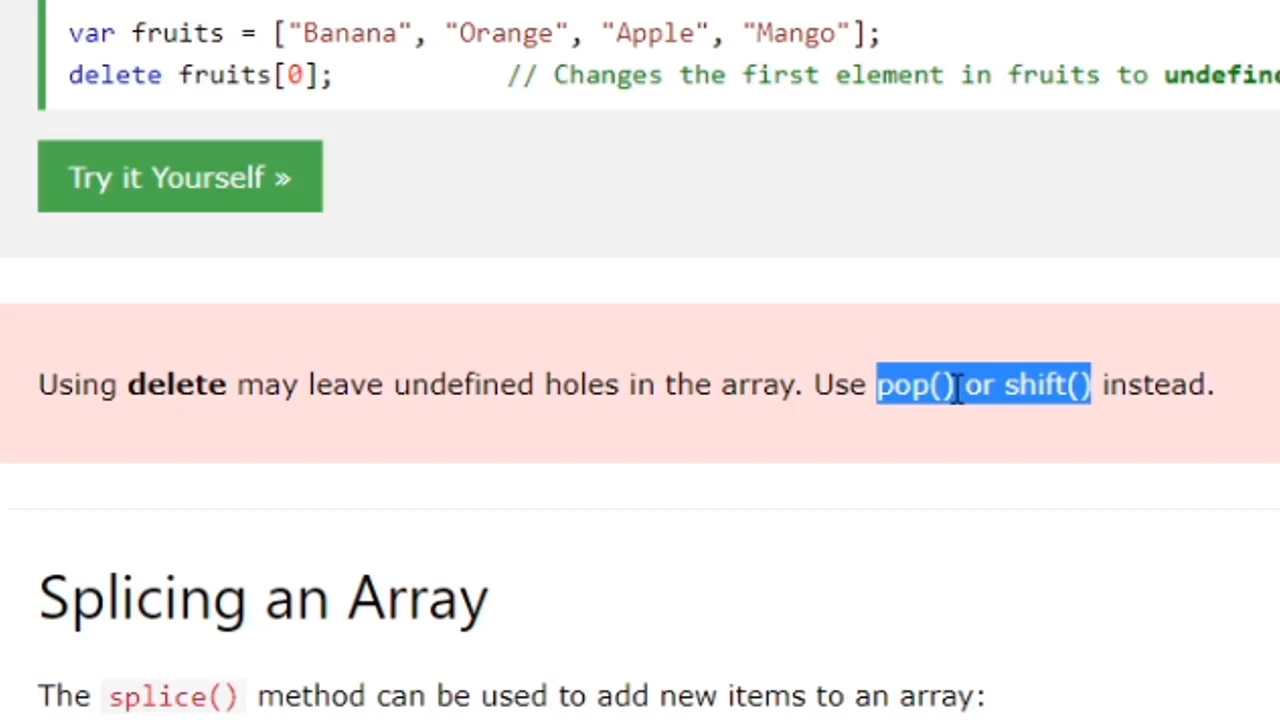 var fruits = ["Banana", "Orange", "Apple", "Mango"];
delete fruits[0]; // Changes the first element in fruits to undefine
Try it Yourself »
Using delete may leave undefined holes in the array. Use pop() or shift() instead.
Splicing an Array
The splice() method can be used to add new items to an array: